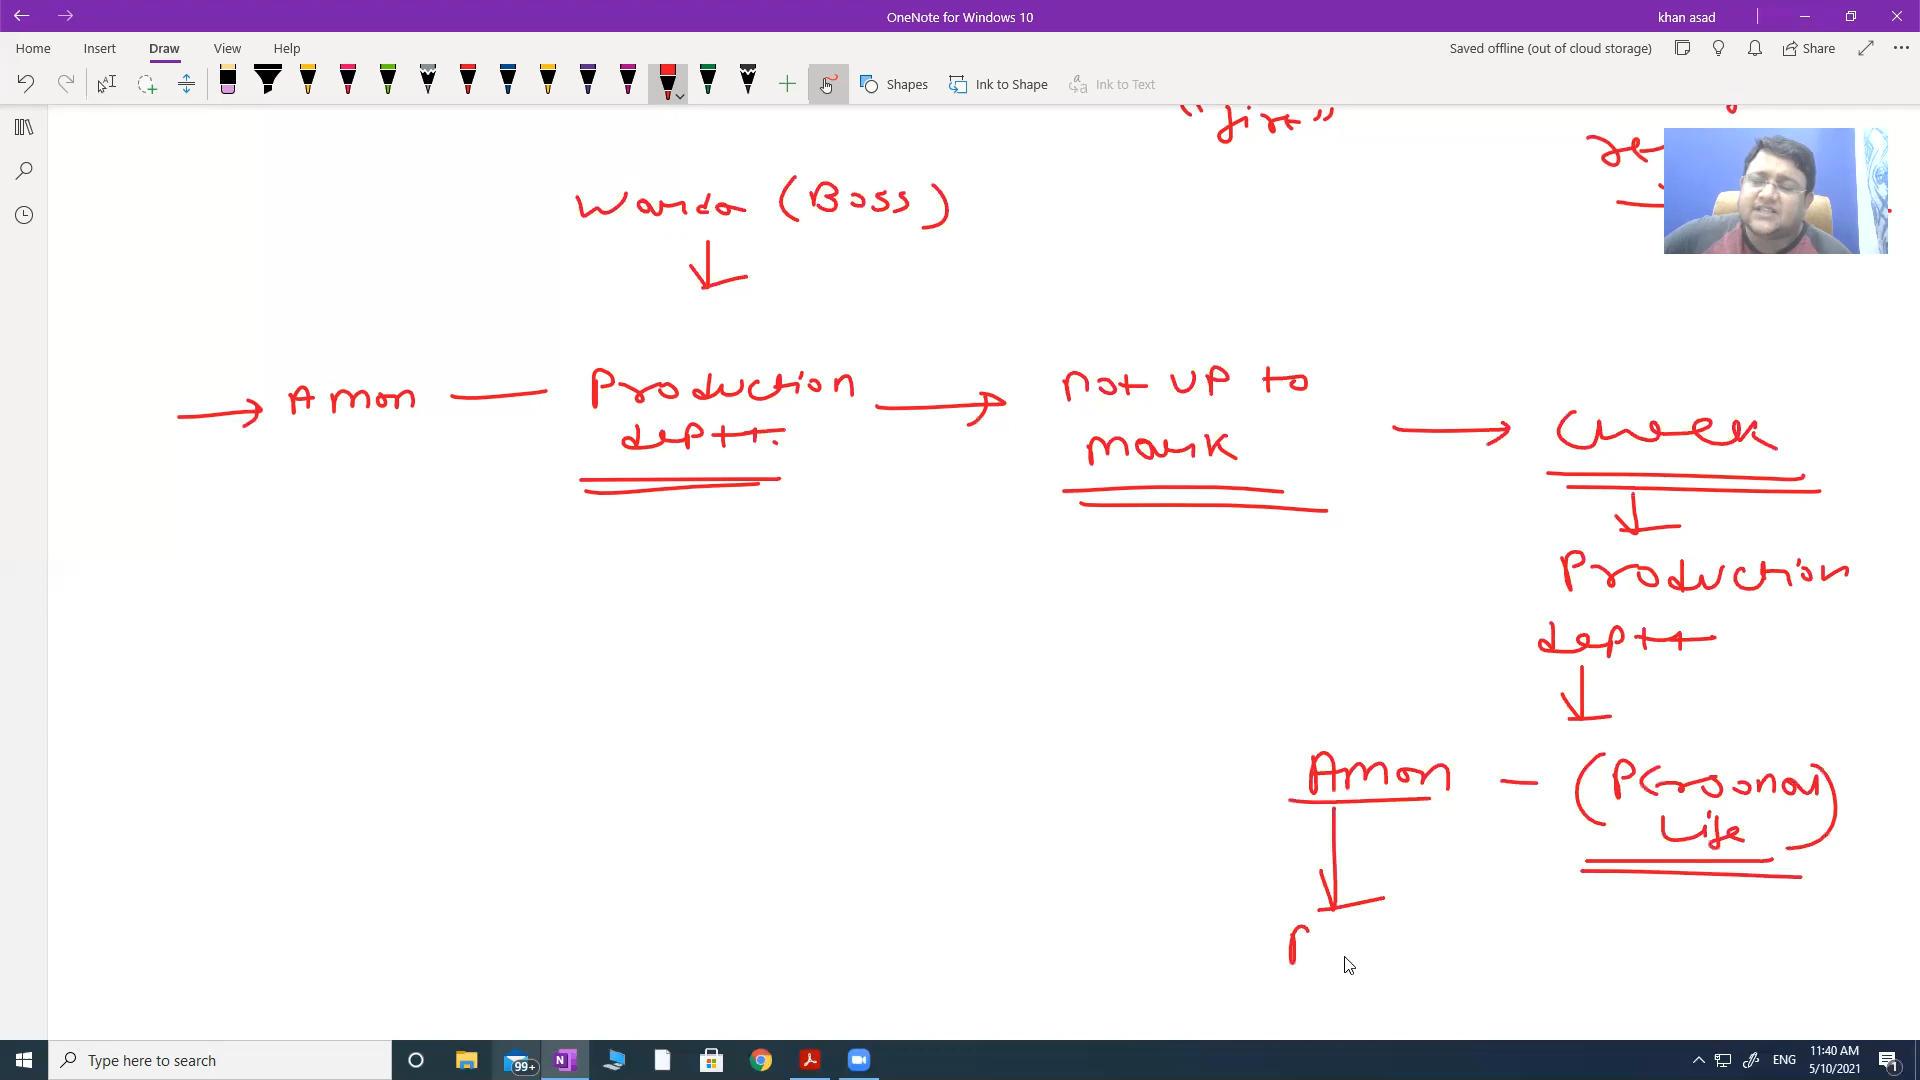 OneNote for Windows 10
khan asad
Home Insert Draw View Help
Saved offline (out of cloud storage)
Share
Shapes
Ink to Shape
Ink to Text
"fire"
Warda (Boss)
Aman — Production
deptt.
not up to
mark
Check
Production
deptt
Aman — (Personal
Life)
Type here to search
99+
ENG
11:40 AM
5/10/2021
1